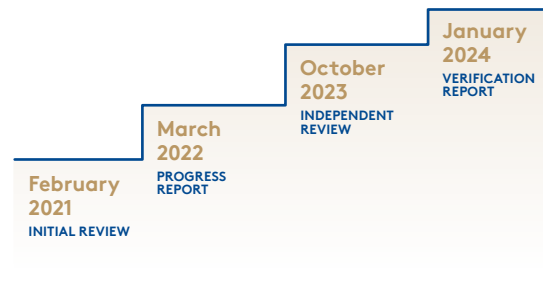 February
2021
INITIAL REVIEW
March
2022
PROGRESS
REPORT
October
2023
INDEPENDENT
REVIEW
January
2024
VERIFICATION
REPORT